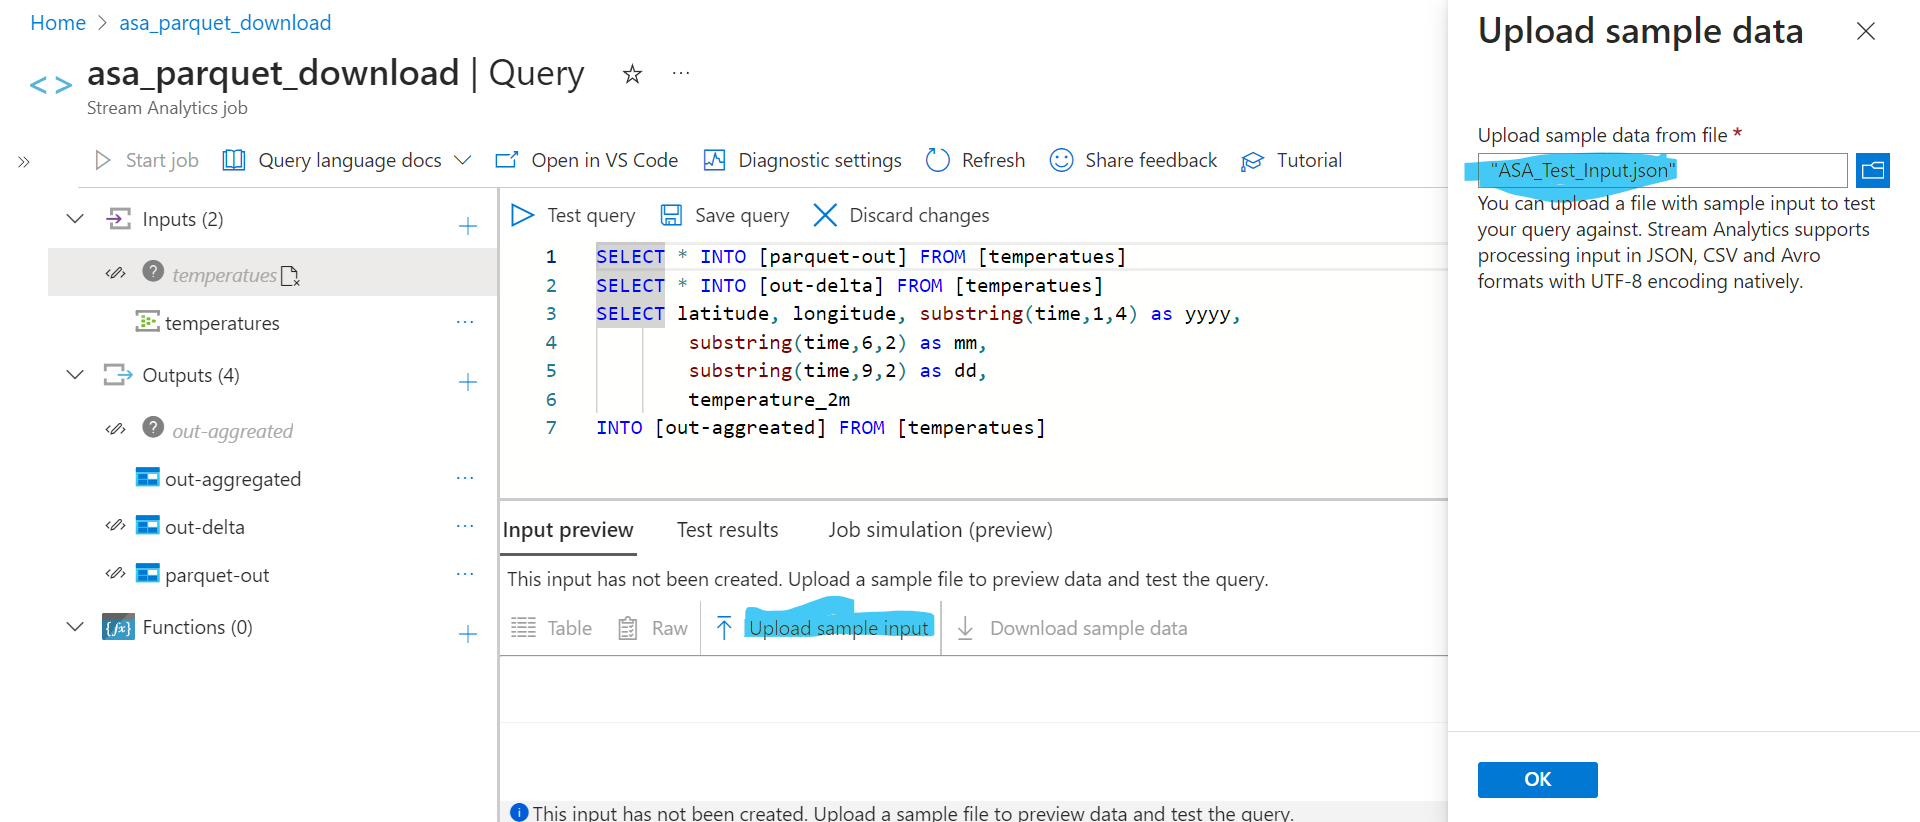 Home > asa_parquet_download
asa_parquet_download | Query ☆ ...
Stream Analytics job
Start job
Query language docs
Open in VS Code
Diagnostic settings
Refresh
Share feedback
Tutorial
Inputs (2)
temperatues
temperatures
Outputs (4)
out-aggreated
out-aggregated
out-delta
parquet-out
{fx} Functions (0)
Test query
Save query
Discard changes
1 SELECT * INTO [parquet-out] FROM [temperatues]
2 SELECT * INTO [out-delta] FROM [temperatues]
3 SELECT latitude, longitude, substring(time,1,4) as yyyy,
4 substring(time,6,2) as mm,
5 substring(time,9,2) as dd,
6 temperature_2m
7 INTO [out-aggreated] FROM [temperatues]
Input preview
Test results
Job simulation (preview)
This input has not been created. Upload a sample file to preview data and test the query.
Table
Raw
Upload sample input
Download sample data
This input has not been created. Upload a sample file to preview data and test the query.
Upload sample data
Upload sample data from file *
"ASA_Test_Input.json"
You can upload a file with sample input to test
your query against. Stream Analytics supports
processing input in JSON, CSV and Avro
formats with UTF-8 encoding natively.
OK